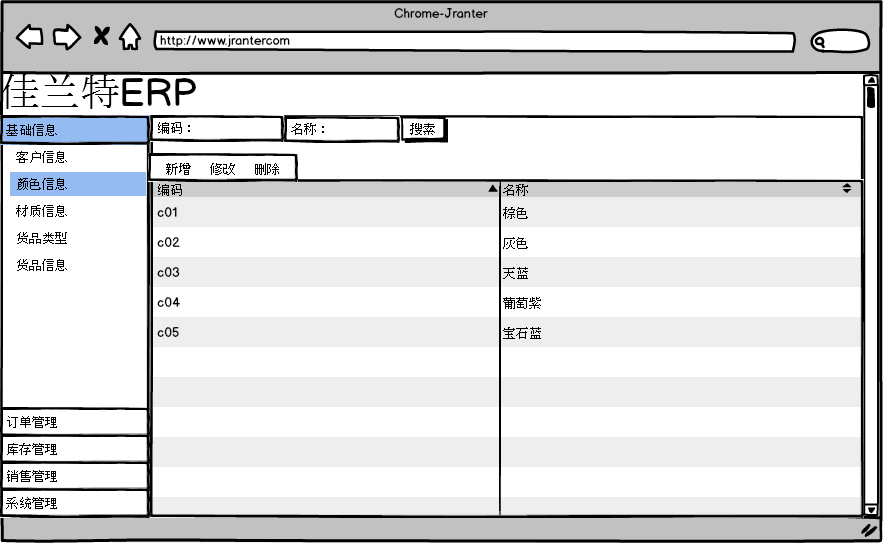 Chrome-Jranter
http://www.jrantercom
佳兰特ERP
基础信息
客户信息
颜色信息
材质信息
货品类型
货品信息
订单管理
库存管理
销售管理
系统管理
编码： 名称： 搜索
新增 修改 删除
编码 名称
c01 棕色
c02 灰色
c03 天蓝
c04 葡萄紫
c05 宝石蓝